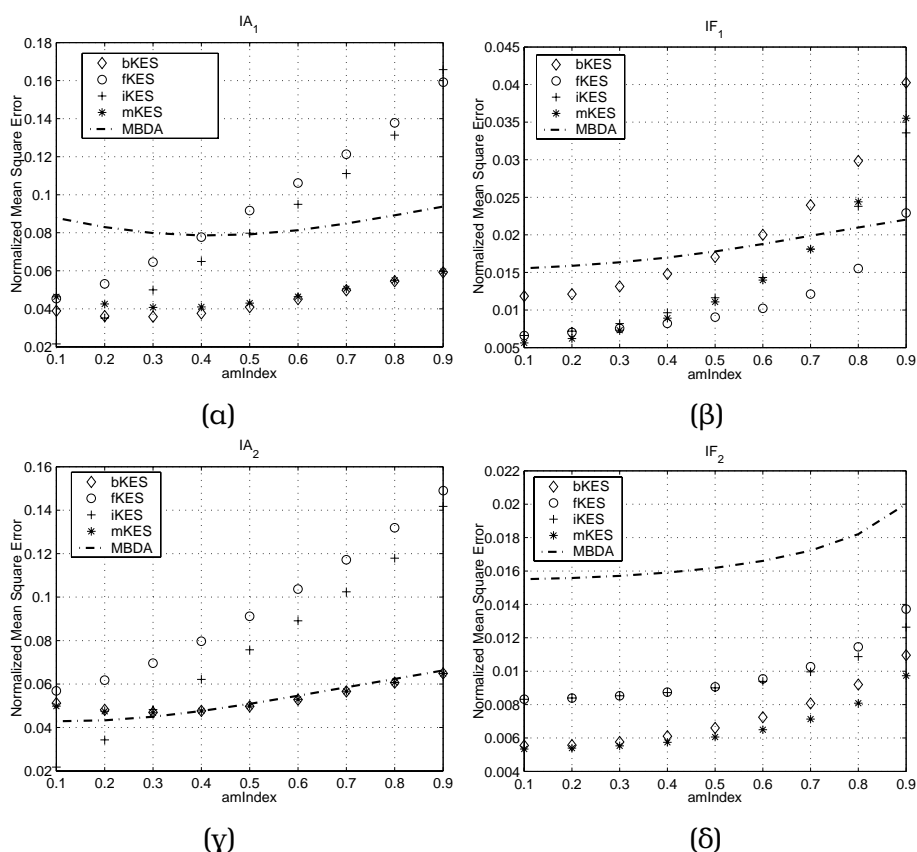 IA1
Normalized Mean Square Error
0.18
0.16
0.14
0.12
0.1
0.08
0.06
0.04
0.02
bKES
fKES
iKES
mKES
MBDA
0.1 0.2 0.3 0.4 0.5 0.6 0.7 0.8 0.9
amIndex
(α)
IF1
Normalized Mean Square Error
0.045
0.04
0.035
0.03
0.025
0.02
0.015
0.01
0.005
bKES
fKES
iKES
mKES
MBDA
0.1 0.2 0.3 0.4 0.5 0.6 0.7 0.8 0.9
amIndex
(β)
IA2
Normalized Mean Square Error
0.16
0.14
0.12
0.1
0.08
0.06
0.04
0.02
bKES
fKES
iKES
mKES
MBDA
0.1 0.2 0.3 0.4 0.5 0.6 0.7 0.8 0.9
amIndex
(γ)
IF2
Normalized Mean Square Error
0.022
0.02
0.018
0.016
0.014
0.012
0.01
0.008
0.006
0.004
bKES
fKES
iKES
mKES
MBDA
0.1 0.2 0.3 0.4 0.5 0.6 0.7 0.8 0.9
amIndex
(δ)